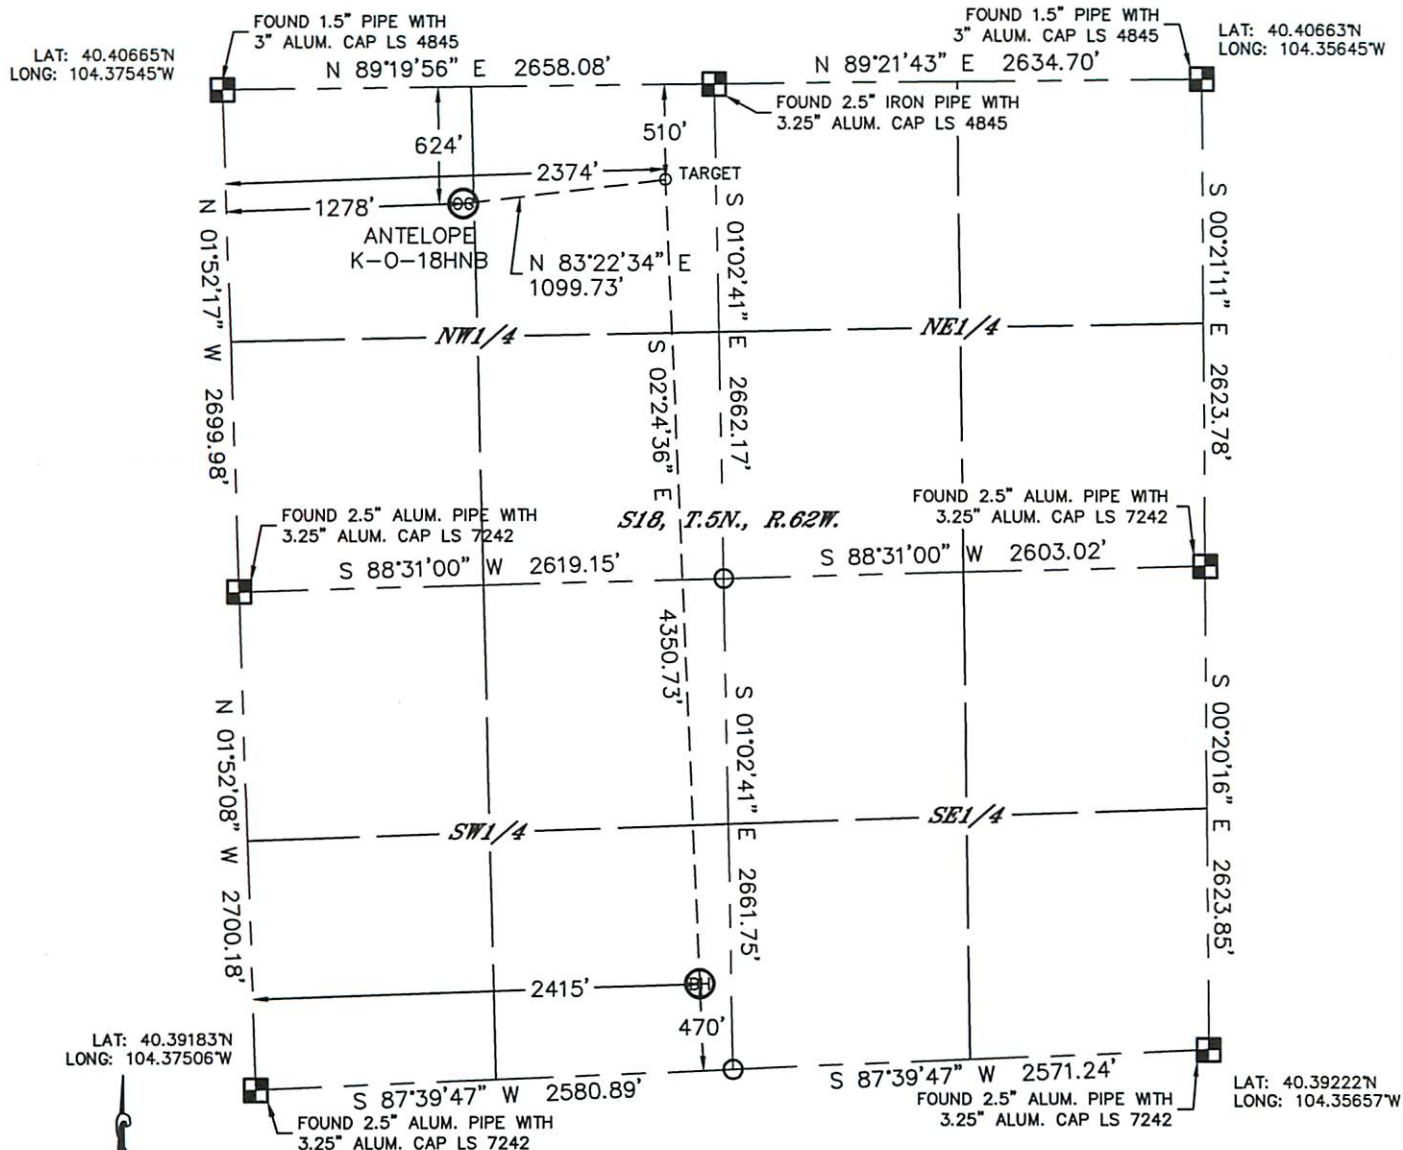 FOUND 1.5" PIPE WITH
3" ALUM. CAP LS 4845
LAT: 40.40665°N
LONG: 104.37545°W
N 89°19'56" E 2658.08'
FOUND 1.5" PIPE WITH
3" ALUM. CAP LS 4845
LAT: 40.40663°N
LONG: 104.35645°W
N 89°21'43" E 2634.70'
FOUND 2.5" IRON PIPE WITH
3.25" ALUM. CAP LS 4845
624'
510'
2374'
TARGET
1278'
OG
ANTELOPE
K-O-18HNB
N 83°22'34" E
1099.73'
N 01°52'17" W 2699.98'
S 01°02'41" E 2662.17'
S 00°21'11" E 2623.78'
NW1/4
NE1/4
S 02°24'36" E
4350.73'
S18, T.5N., R.62W.
FOUND 2.5" ALUM. PIPE WITH
3.25" ALUM. CAP LS 7242
FOUND 2.5" ALUM. PIPE WITH
3.25" ALUM. CAP LS 7242
S 88°31'00" W 2619.15'
S 88°31'00" W 2603.02'
N 01°52'08" W 2700.18'
S 01°02'41" E 2661.75'
S 00°20'16" E 2623.85'
SW1/4
SE1/4
2415'
BH
470'
LAT: 40.39183°N
LONG: 104.37506°W
S 87°39'47" W 2580.89'
FOUND 2.5" ALUM. PIPE WITH
3.25" ALUM. CAP LS 7242
S 87°39'47" W 2571.24'
FOUND 2.5" ALUM. PIPE WITH
3.25" ALUM. CAP LS 7242
LAT: 40.39222°N
LONG: 104.35657°W